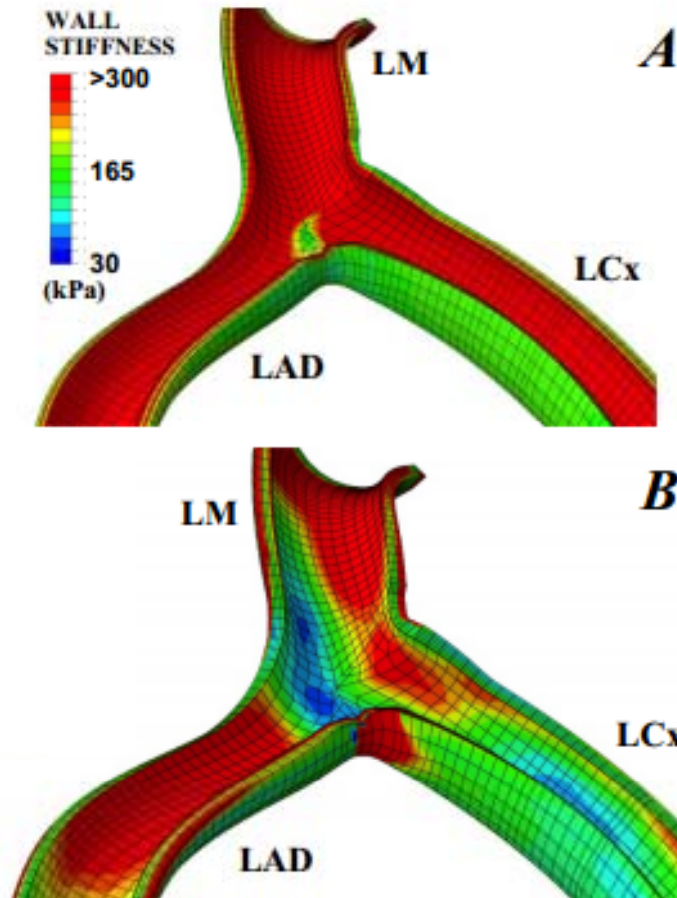 WALL
STIFFNESS
>300
165
30
(kPa)
LM
A
LCx
LAD
LM
B
LCx
LAD